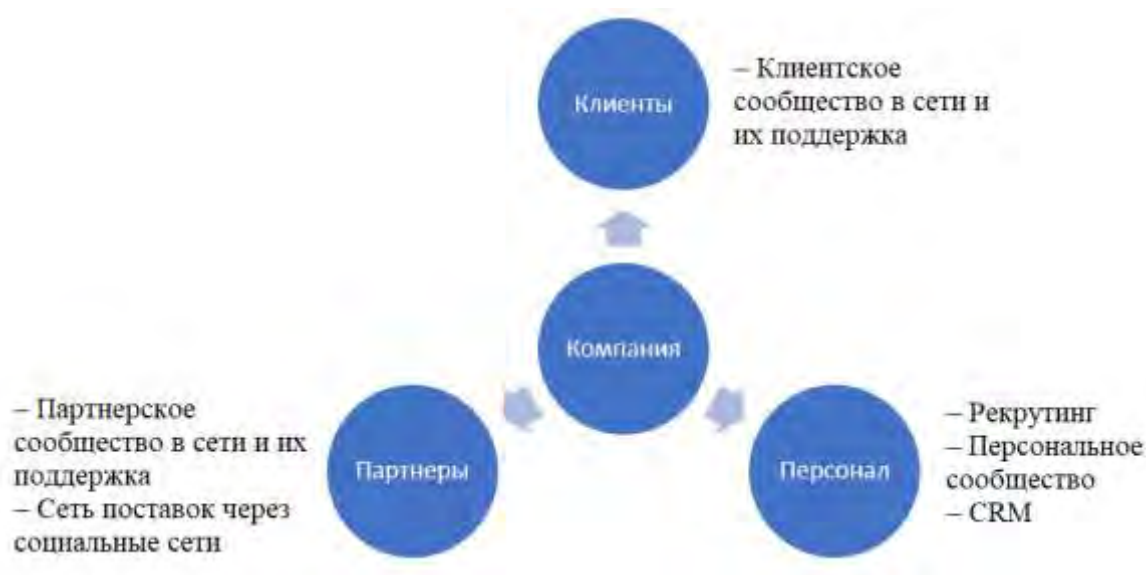 Клиенты
– Клиентское
сообщество в сети и
их поддержка
Компания
– Партнерское
сообщество в сети и их
поддержка
– Сеть поставок через
социальные сети
Партнеры
Персонал
– Рекрутинг
– Персональное
сообщество
– CRM